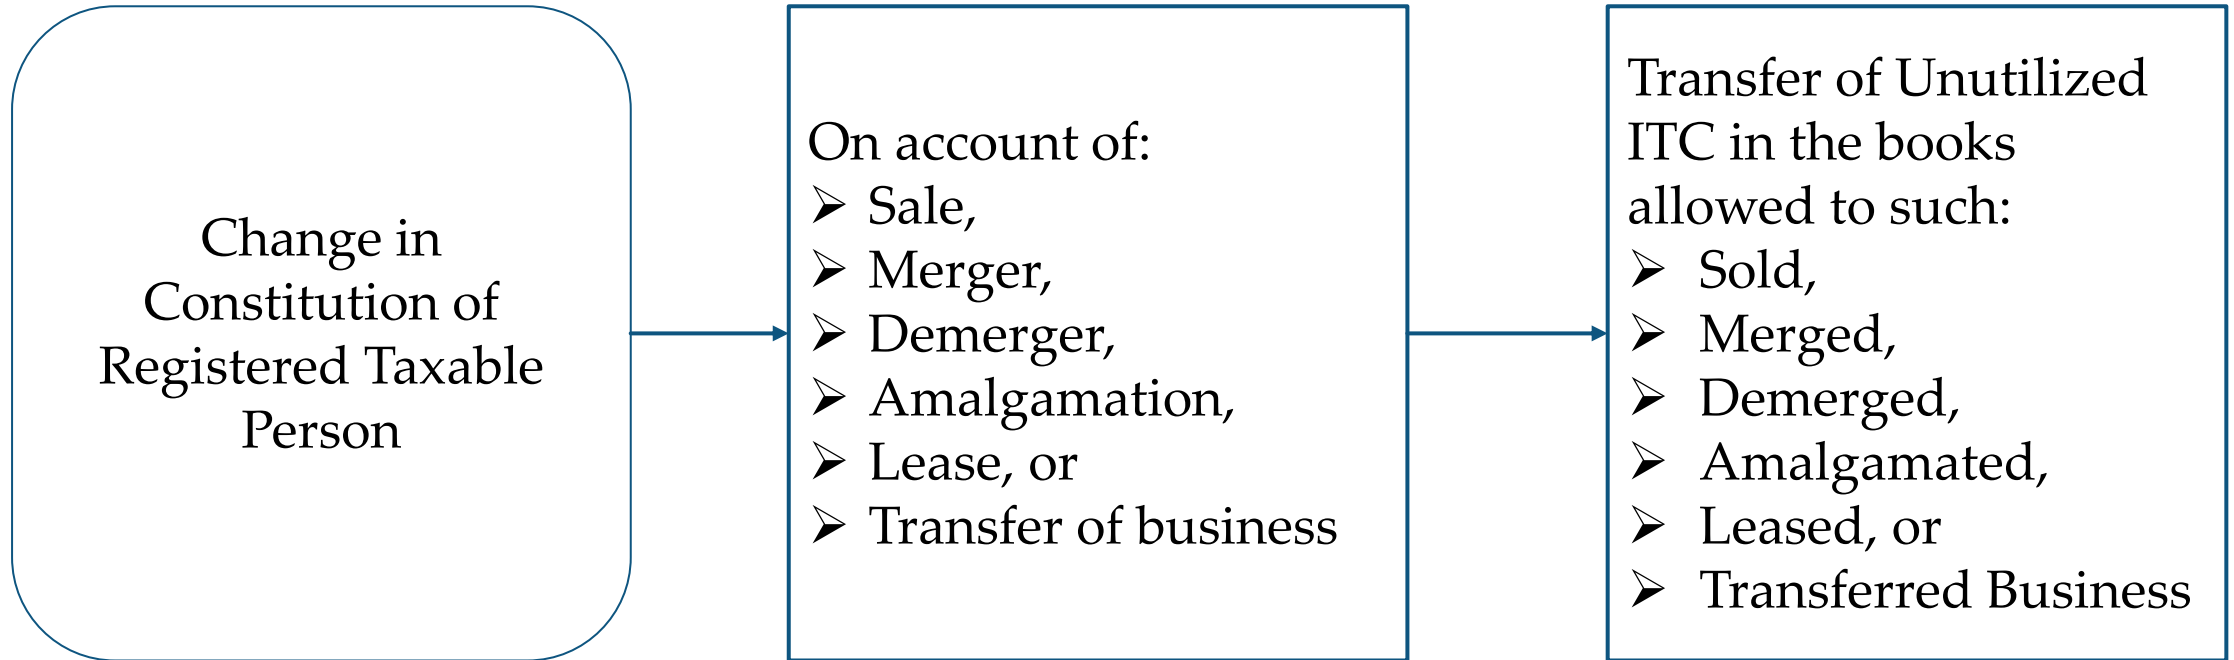 Change in
Constitution of
Registered Taxable
Person
On account of:
➢ Sale,
➢ Merger,
➢ Demerger,
➢ Amalgamation,
➢ Lease, or
➢ Transfer of business
Transfer of Unutilized
ITC in the books
allowed to such:
➢ Sold,
➢ Merged,
➢ Demerged,
➢ Amalgamated,
➢ Leased, or
➢ Transferred Business